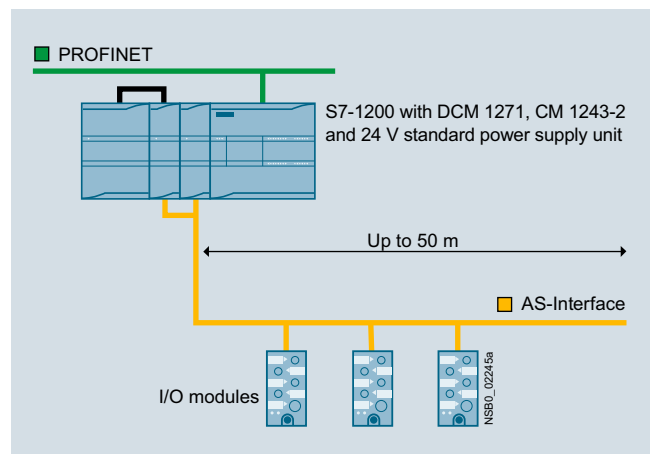 PROFINET
S7-1200 with DCM 1271, CM 1243-2
and 24 V standard power supply unit
Up to 50 m
AS-Interface
I/O modules
NSB0_02245a